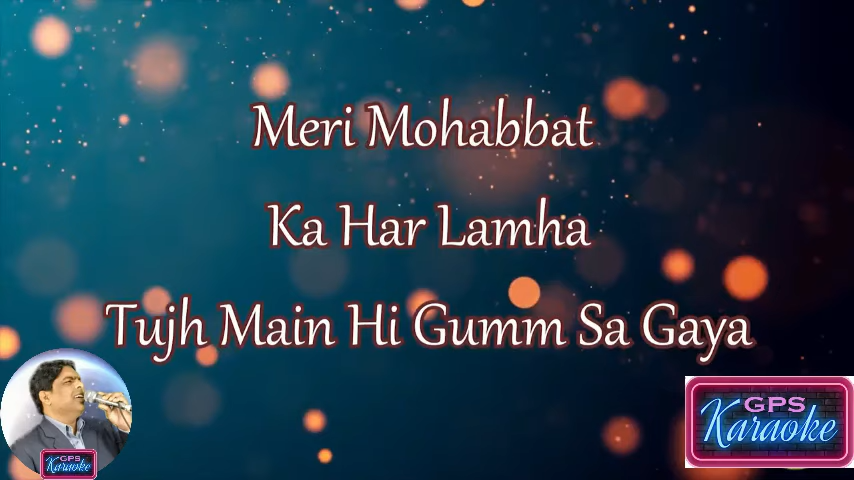 Meri Mohabbat
Ka Har Lamha
Tujh Main Hi Gumm Sa Gaya
GPS
Karaoke
GPS
Karaoke